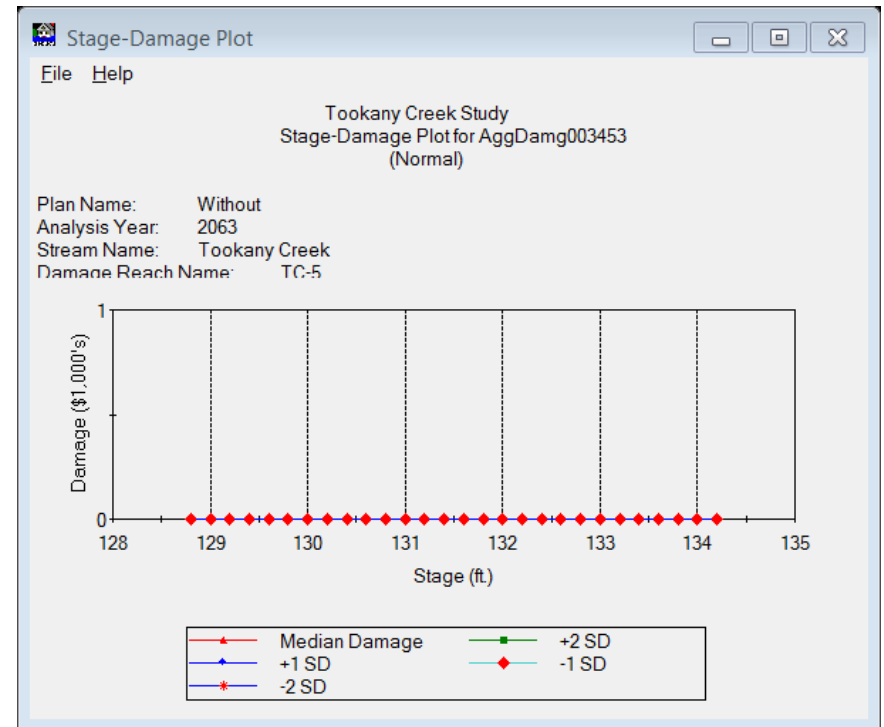 Stage-Damage Plot
File Help
Tookany Creek Study
Stage-Damage Plot for AggDamg003453
(Normal)
Plan Name: Without
Analysis Year: 2063
Stream Name: Tookany Creek
Damage Reach Name: TC-5
1
Damage ($1,000's)
0
128 129 130 131 132 133 134 135
Stage (ft.)
Median Damage +2 SD
+1 SD -1 SD
-2 SD